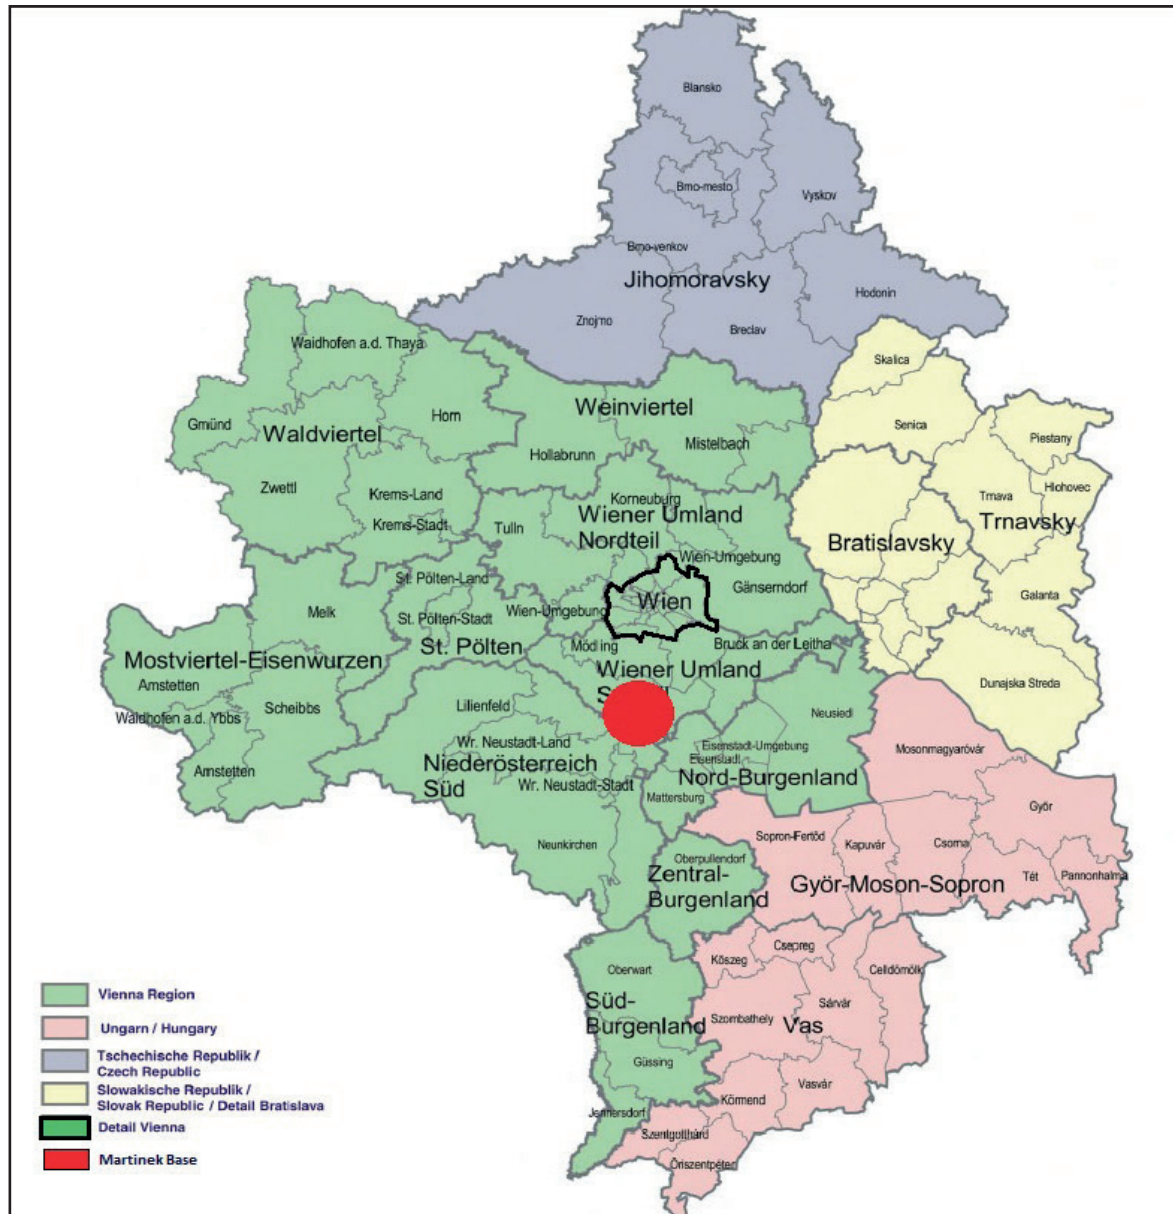 Blansko
Brno-mesto
Vyskov
Brno-venkov
Jihomoravsky
Hodonin
Znojmo
Breclav
Waidhofen a.d. Thaya
Skalica
Gmünd
Horn
Weinviertel
Waldviertel
Senica
Piestany
Mistelbach
Hollabrunn
Zwettl
Krems-Land
Krems-Stadt
Korneuburg
Wiener Umland
Nordteil
Tulln
Hlohovec
Trnava
Trnavsky
Bratislavsky
Wien-Umgebung
Gänserndorf
St. Pölten-Land
Galanta
Wien
Melk
St. Pölten-Stadt
Wien-Umgebung
St. Pölten
Mödling
Bruck an der Leitha
Mostviertel-Eisenwurzen
Wiener Umland
Amstetten
Dunajska Streda
Scheibbs
Lilienfeld
Neusiedl
Waidhofen a.d. Ybbs
Wr. Neustadt-Land
Eisenstadt-Umgebung
Eisenstadt
Mosonmagyaróvár
Niederösterreich
Süd
Nord-Burgenland
Amstetten
Wr. Neustadt-Stadt
Mattersburg
Györ
Sopron-Fertőd
Kapuvár
Csorna
Neunkirchen
Oberpullendorf
Zentral-
Burgenland
Györ-Moson-Sopron
Tét
Pannonhalma
Csepreg
Kőszeg
Oberwart
Celldömölk
Süd-
Burgenland
Szombathely
Sárvár
Vas
Güssing
Vasvár
Körmend
Jennersdorf
Szentgotthárd
Öriszentpéter
Vienna Region
Ungarn / Hungary
Tschechische Republik /
Czech Republic
Slowakische Republik /
Slovak Republic / Detail Bratislava
Detail Vienna
Martinek Base